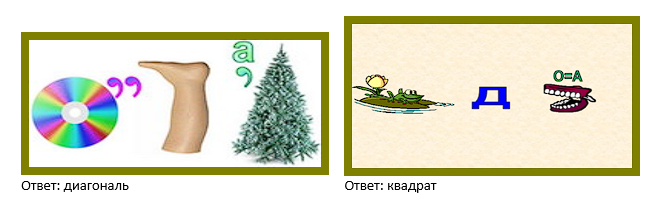 ,,
а
,
Ответ: диагональ
Д
О=А
Ответ: квадрат